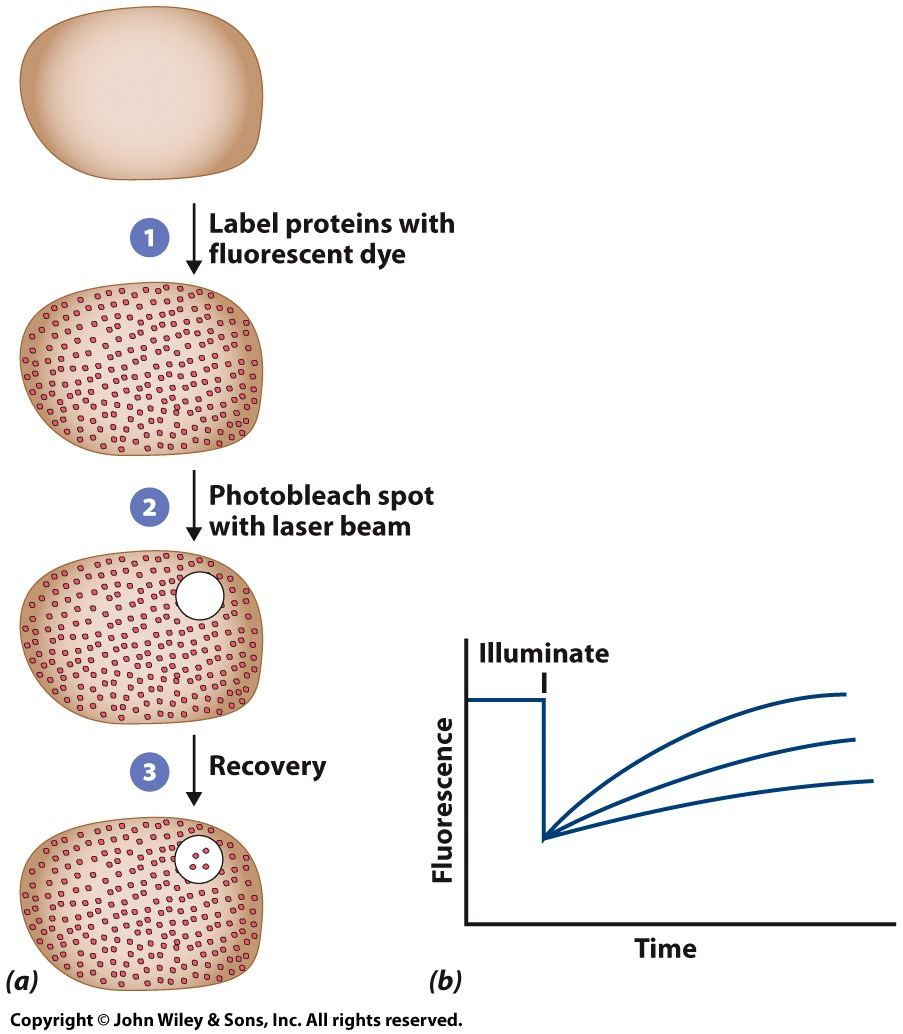 1
Label proteins with
fluorescent dye
2
Photobleach spot
with laser beam
3
Recovery
(a)
Illuminate
Fluorescence
Time
(b)
Copyright © John Wiley & Sons, Inc. All rights reserved.